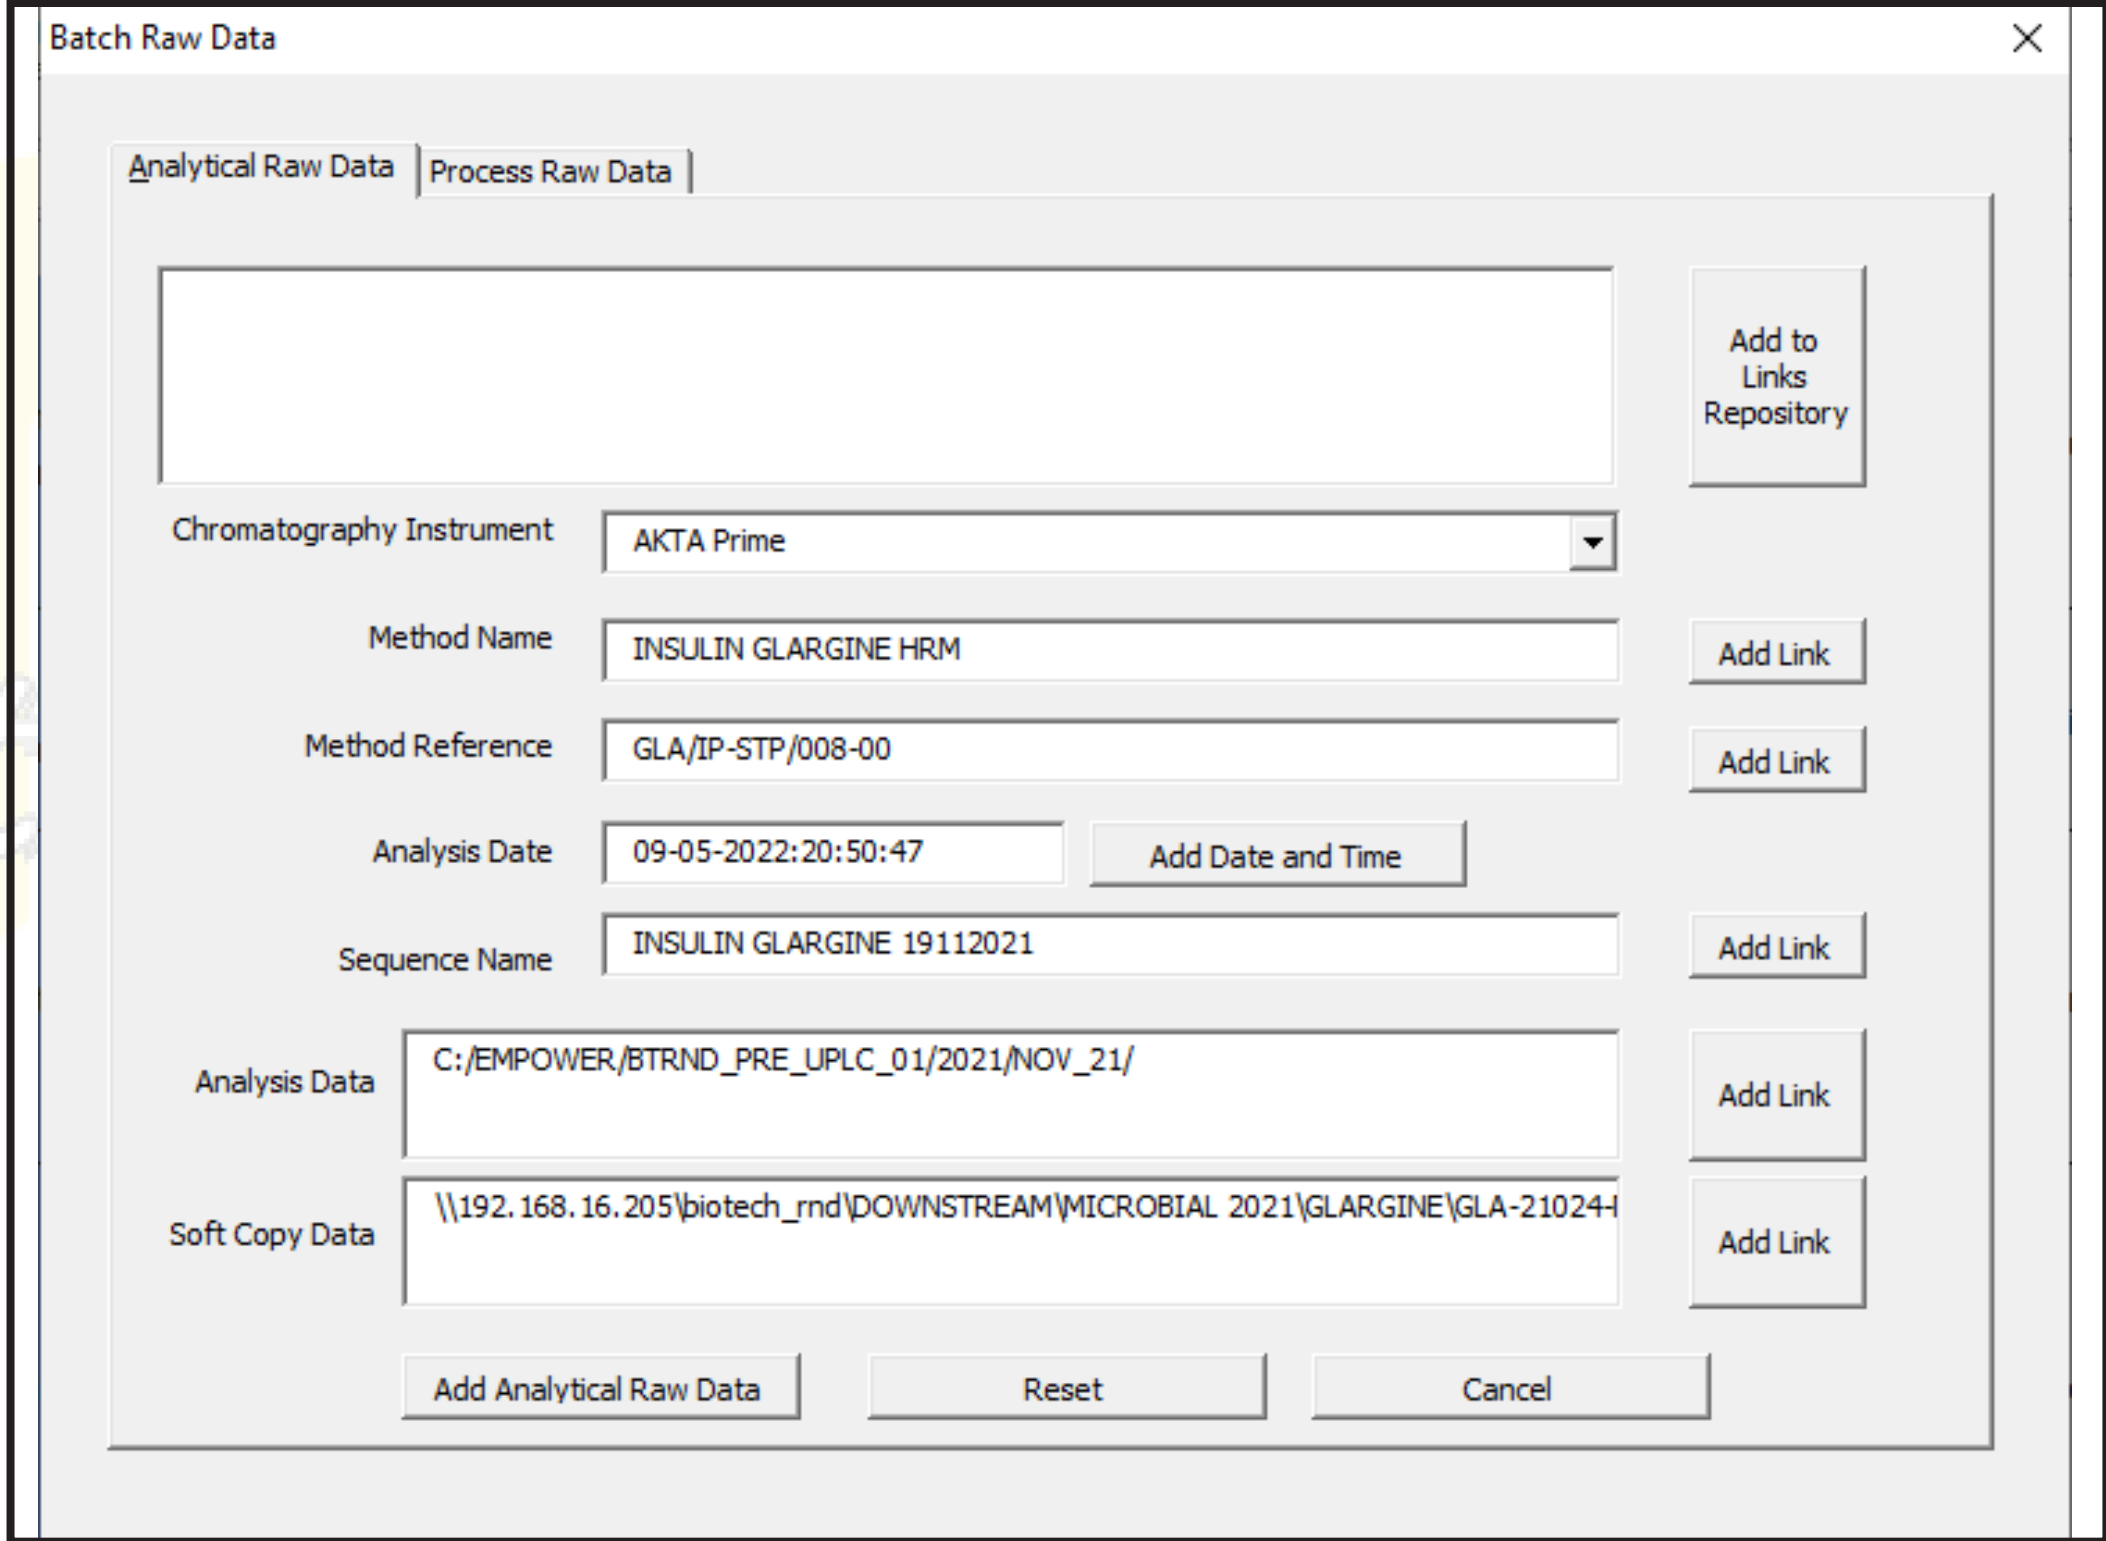 Batch Raw Data
Analytical Raw Data
Process Raw Data
Add to
Links
Repository
Chromatography Instrument
AKTA Prime
Method Name
INSULIN GLARGINE HRM
Add Link
Method Reference
GLA/IP-STP/008-00
Add Link
Analysis Date
09-05-2022:20:50:47
Add Date and Time
Sequence Name
INSULIN GLARGINE 19112021
Add Link
Analysis Data
C:/EMPOWER/BTRND_PRE_UPLC_01/2021/NOV_21/
Add Link
Soft Copy Data
\\192.168.16.205\biotech_rnd\DOWNSTREAM\MICROBIAL 2021\GLARGINE\GLA-21024-
Add Link
Add Analytical Raw Data
Reset
Cancel